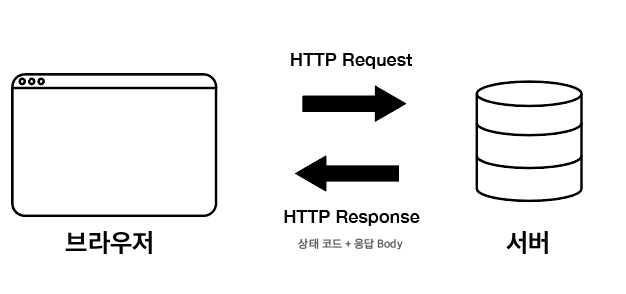 HTTP Request
HTTP Response
상태 코드 + 응답 Body
브라우저
서버